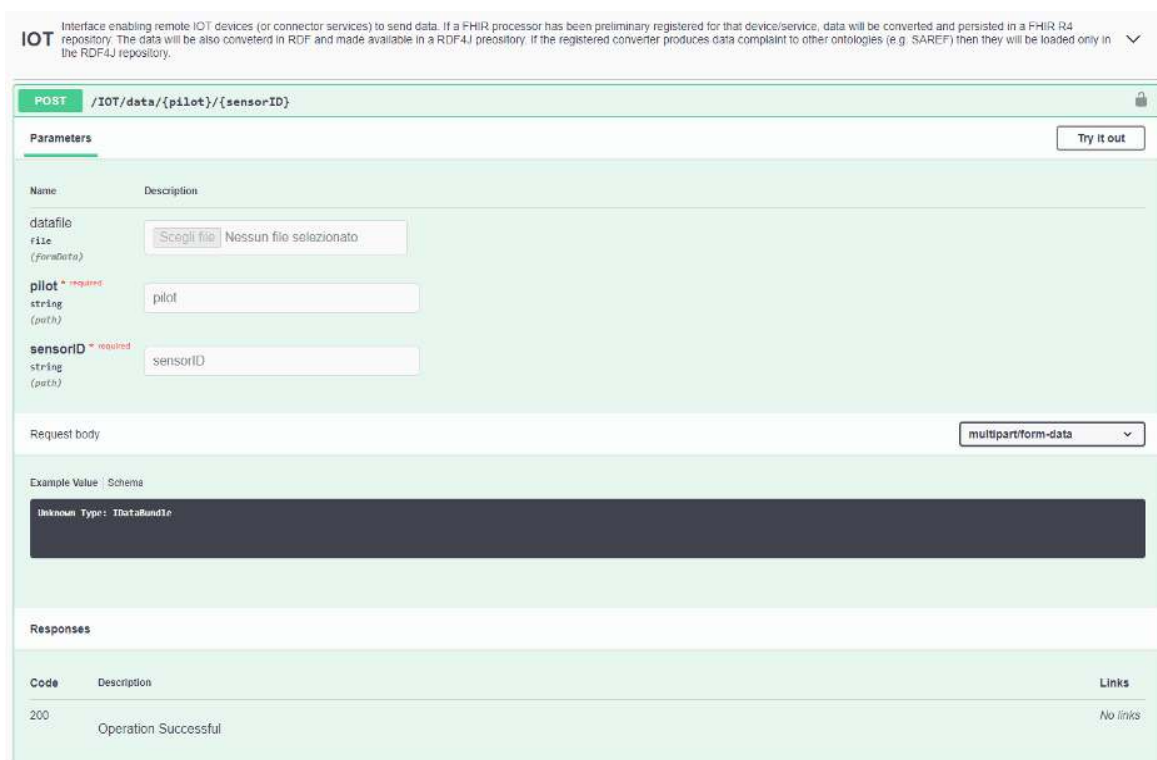 IOT
Interface enabling remote IOT devices (or connector services) to send data. If a FHIR processor has been preliminary registered for that device/service, data will be converted and persisted in a FHIR R4
repository. The data will be also conveterd in RDF and made available in a RDF4J preository. If the registered converter produces data complaint to other ontologies (e.g. SAREF) then they will be loaded only in
the RDF4J repository.
POST /IOT/data/{pilot}/{sensorID}
Parameters
Try it out
Name Description
datafile
file
(formData)
Scegli file Nessun file selezionato
pilot * required
string
(path)
pilot
sensorID * required
string
(path)
sensorID
Request body
multipart/form-data
Example Value Schema
Unknown Type: IDataBundle
Responses
Code Description Links
200 Operation Successful No links